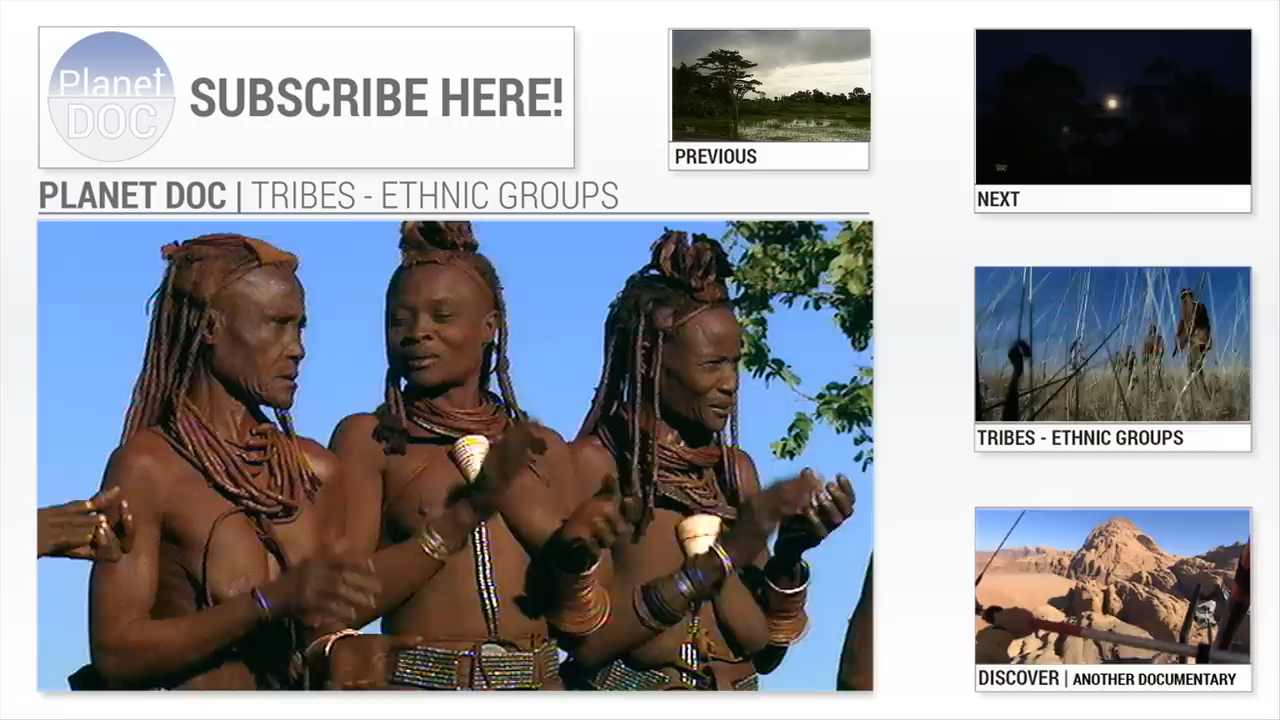 Planet
DOC
SUBSCRIBE HERE!
PLANET DOC | TRIBES - ETHNIC GROUPS
PREVIOUS
NEXT
TRIBES - ETHNIC GROUPS
DISCOVER | ANOTHER DOCUMENTARY